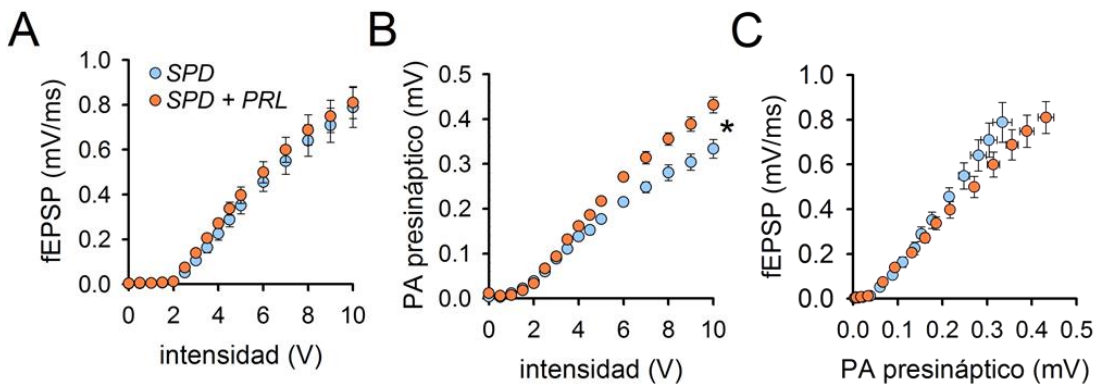 A
fEPSP (mV/ms)
1.0
0.8
0.6
0.4
0.2
0.0
SPD
SPD + PRL
0 2 4 6 8 10
intensidad (V)
B
PA presináptico (mV)
0.5
0.4
0.3
0.2
0.1
0.0
*
0 2 4 6 8 10
intensidad (V)
C
fEPSP (mV/ms)
1.0
0.8
0.6
0.4
0.2
0.0
0.0 0.1 0.2 0.3 0.4 0.5
PA presináptico (mV)